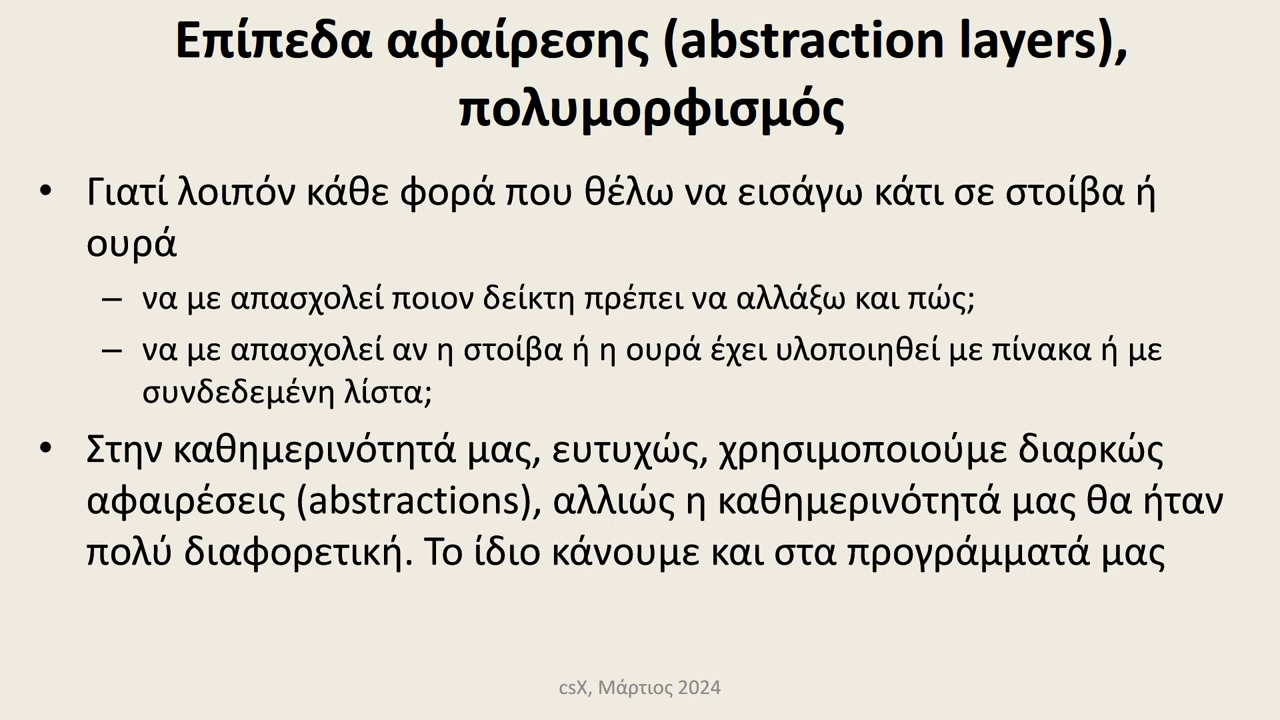 Επίπεδα αφαίρεσης (abstraction layers),
πολυμορφισμός
• Γιατί λοιπόν κάθε φορά που θέλω να εισάγω κάτι σε στοίβα ή
ουρά
– να με απασχολεί ποιον δείκτη πρέπει να αλλάξω και πώς;
– να με απασχολεί αν η στοίβα ή η ουρά έχει υλοποιηθεί με πίνακα ή με
συνδεδεμένη λίστα;
• Στην καθημερινότητά μας, ευτυχώς, χρησιμοποιούμε διαρκώς
αφαιρέσεις (abstractions), αλλιώς η καθημερινότητά μας θα ήταν
πολύ διαφορετική. Το ίδιο κάνουμε και στα προγράμματά μας
csX, Μάρτιος 2024